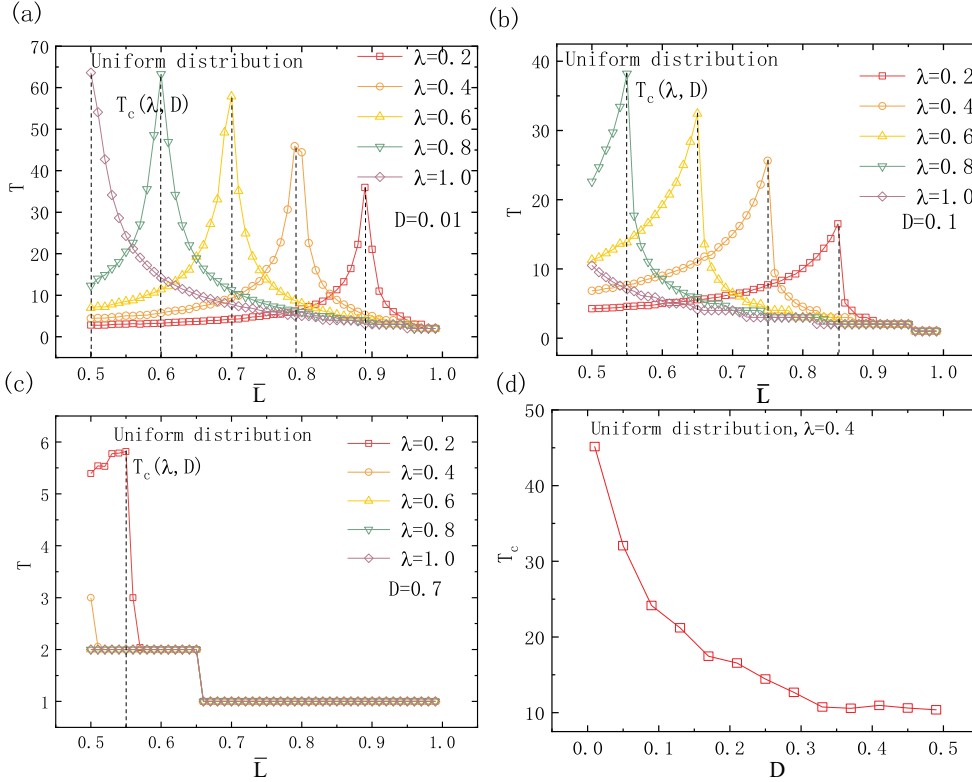 (a)
70
60
50
40
30
20
10
0
T
Uniform distribution
T_c(λ, D)
λ=0.2
λ=0.4
λ=0.6
λ=0.8
λ=1.0
D=0.01
0.5 0.6 0.7 0.8 0.9 1.0
L̄
(b)
40
30
20
10
0
T
Uniform distribution
T_c(λ, D)
λ=0.2
λ=0.4
λ=0.6
λ=0.8
λ=1.0
D=0.1
0.5 0.6 0.7 0.8 0.9 1.0
L̄
(c)
6
5
4
3
2
1
T
Uniform distribution
T_c(λ, D)
λ=0.2
λ=0.4
λ=0.6
λ=0.8
λ=1.0
D=0.7
0.5 0.6 0.7 0.8 0.9 1.0
L̄
(d)
50
45
40
35
30
25
20
15
10
T_c
Uniform distribution, λ=0.4
0.0 0.1 0.2 0.3 0.4 0.5
D